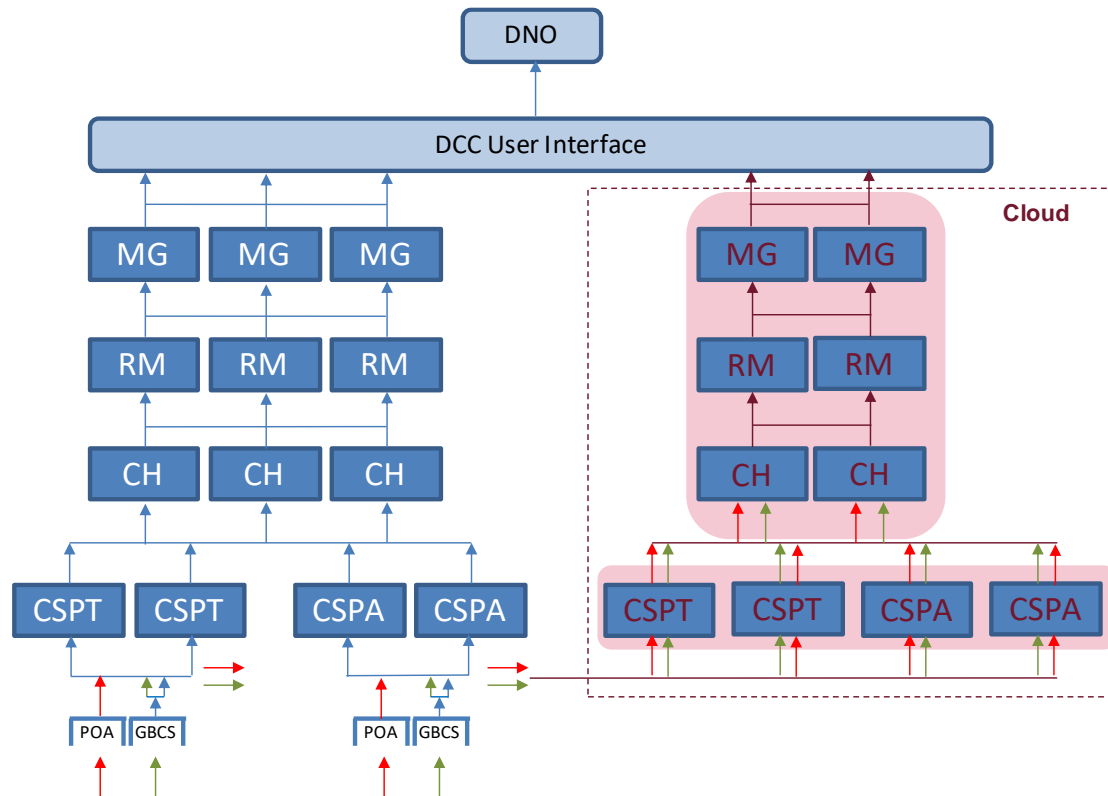 DNO
DCC User Interface
Cloud
MG MG MG MG MG
RM RM RM RM RM
CH CH CH CH CH
CSPT CSPT CSPA CSPA CSPT CSPT CSPA CSPA
POA GBCS POA GBCS